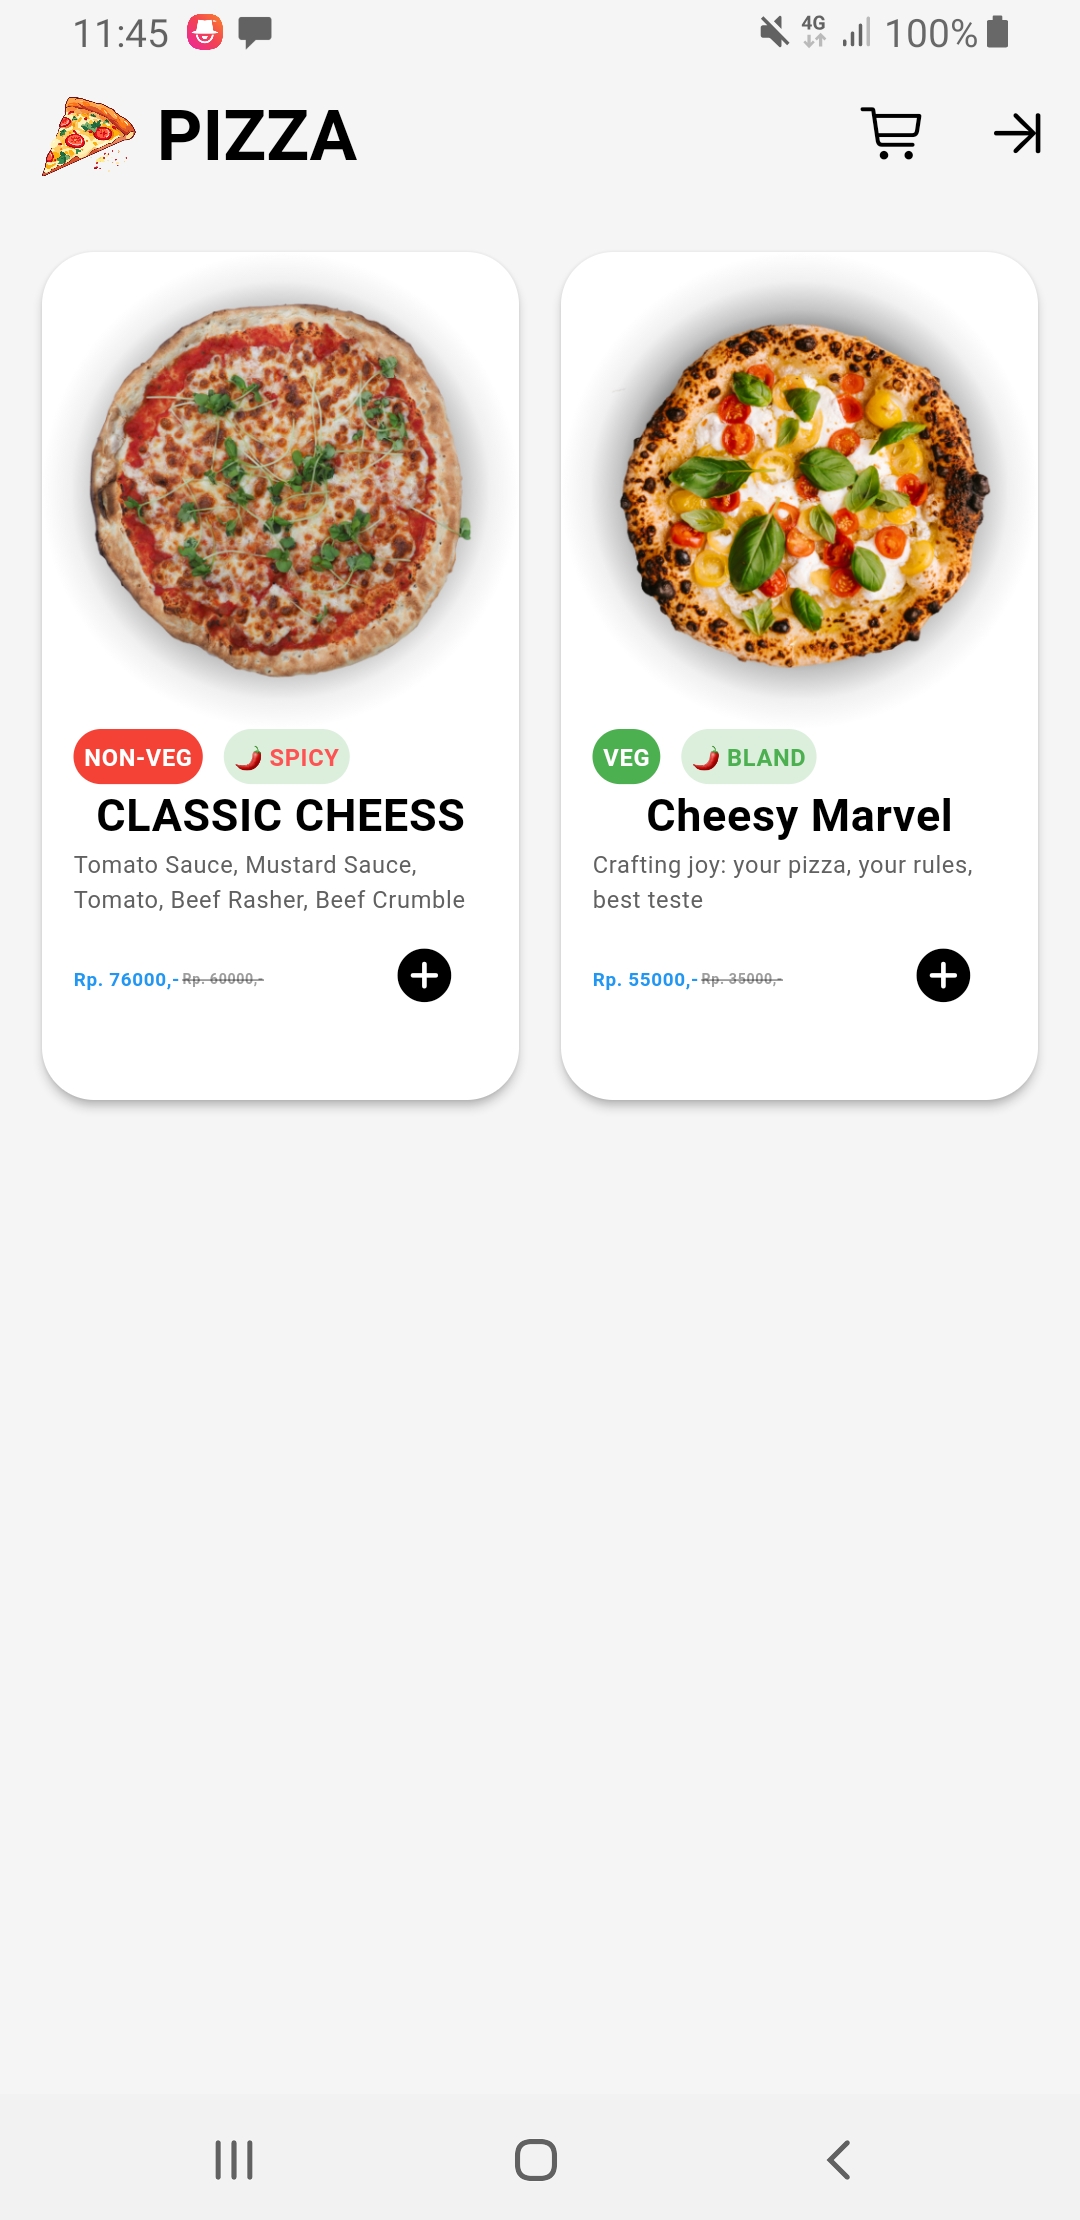 11:45 4G 100%
PIZZA
NON-VEG 🌶️ SPICY
CLASSIC CHEESS
Tomato Sauce, Mustard Sauce,
Tomato, Beef Rasher, Beef Crumble
Rp. 76000,- Rp. 60000,-
VEG 🌶️ BLAND
Cheesy Marvel
Crafting joy: your pizza, your rules,
best teste
Rp. 55000,- Rp. 35000,-